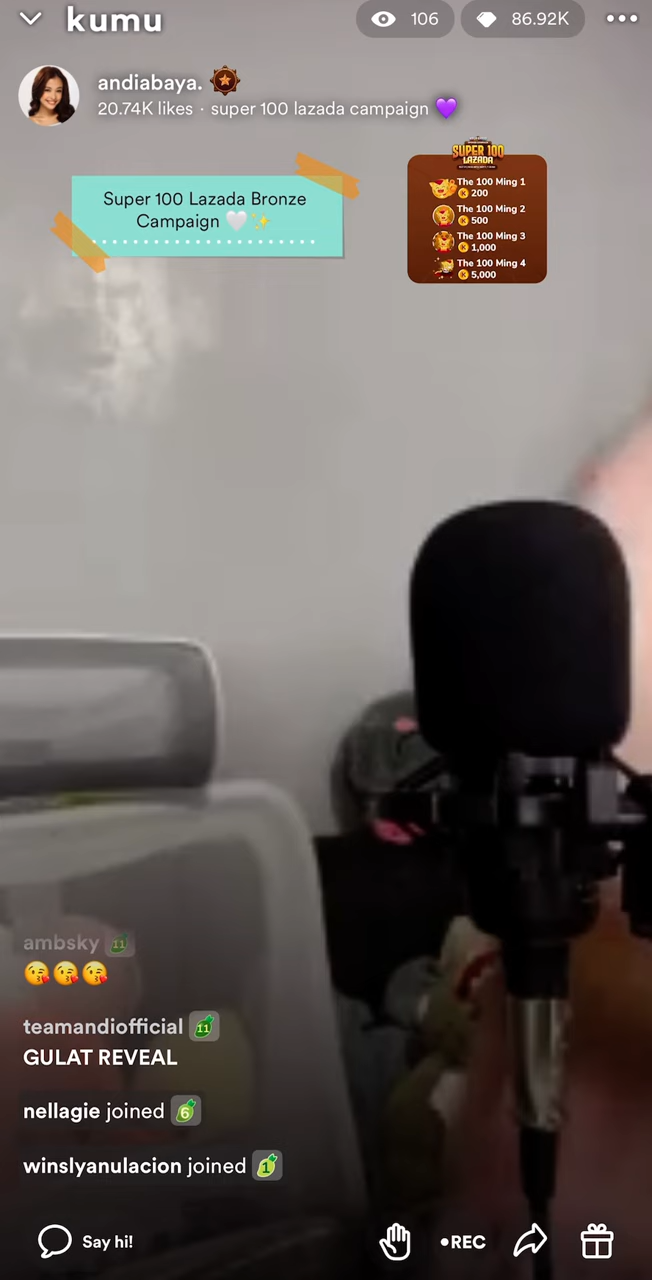 kumu
106
86.92K
andiabaya.
20.74K likes · super 100 lazada campaign 💜
Super 100 Lazada Bronze
Campaign 🤍✨
SUPER 100
LAZADA
The 100 Ming 1
K 200
The 100 Ming 2
K 500
The 100 Ming 3
K 1,000
The 100 Ming 4
K 5,000
ambsky 11
😘😘😘
teamandiofficial 11
GULAT REVEAL
nellagie joined 6
winslyanulacion joined 1
Say hi!
•REC